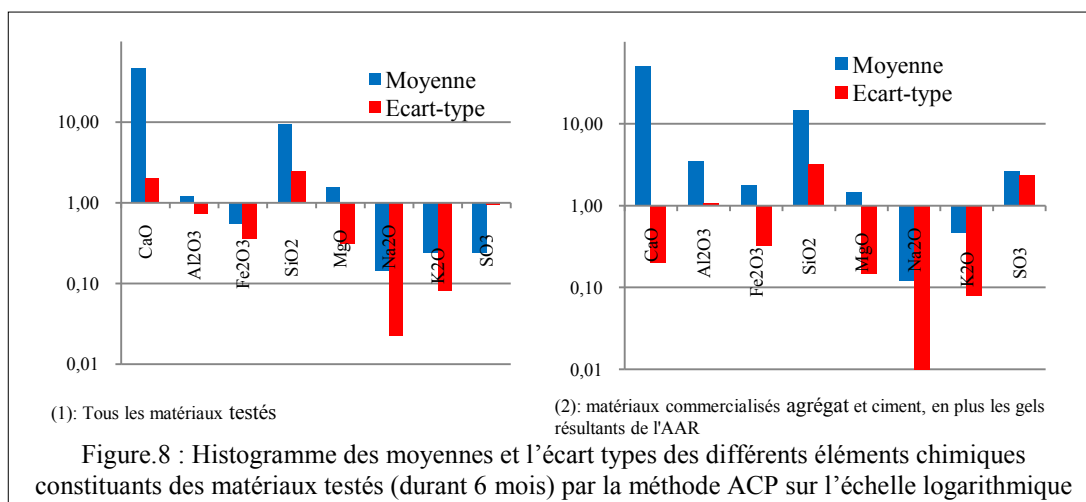 Moyenne
Ecart-type
10,00
1,00
0,10
0,01
CaO
Al2O3
Fe2O3
SiO2
MgO
Na2O
K2O
SO3
(1): Tous les matériaux testés
Moyenne
Ecart-type
10,00
1,00
0,10
0,01
CaO
Al2O3
Fe2O3
SiO2
MgO
Na2O
K2O
SO3
(2): matériaux commercialisés agrégat et ciment, en plus les gels
résultants de l'AAR
Figure.8 : Histogramme des moyennes et l’écart types des différents éléments chimiques
constituants des matériaux testés (durant 6 mois) par la méthode ACP sur l’échelle logarithmique